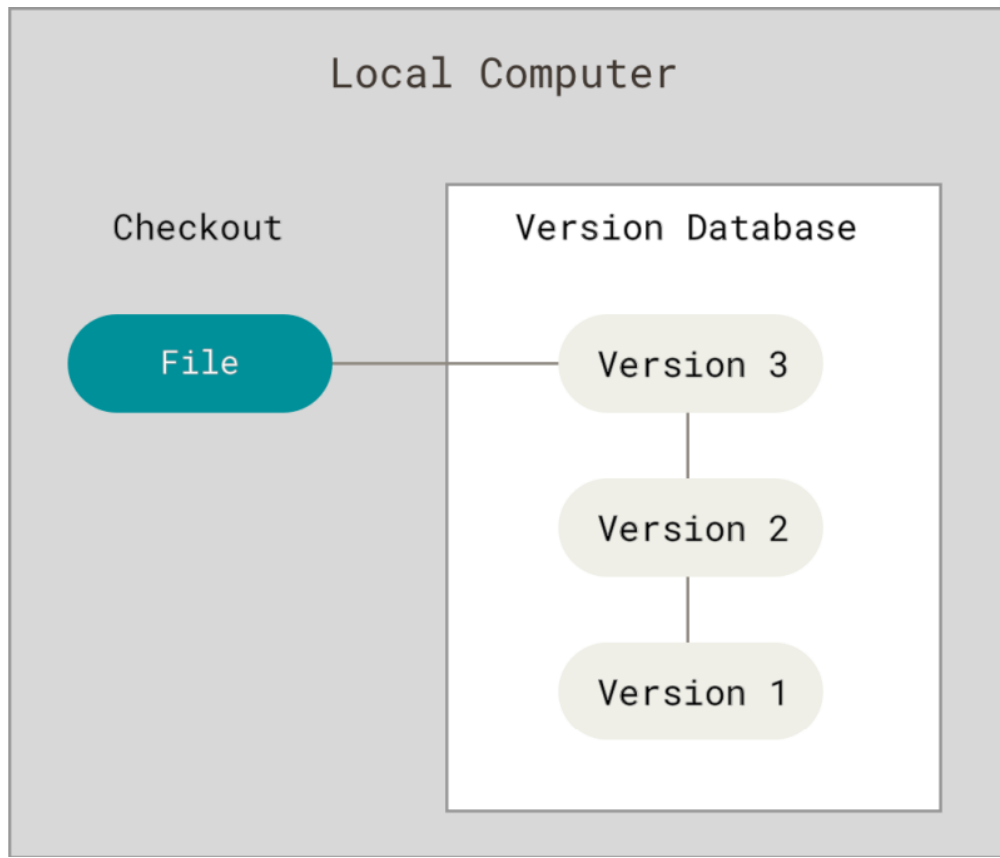 Local Computer
Checkout
Version Database
File
Version 3
Version 2
Version 1